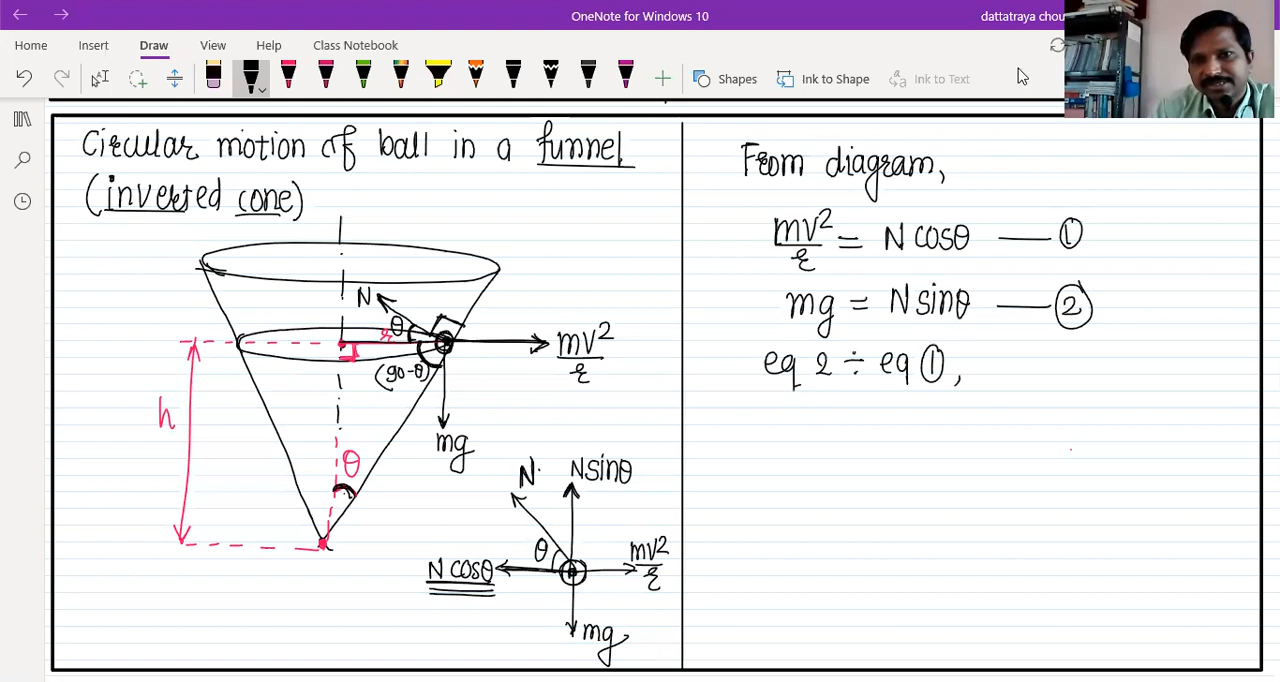 OneNote for Windows 10
dattatraya chou
Home Insert Draw View Help Class Notebook
Shapes Ink to Shape Ink to Text
Circular motion of ball in a funnel
(inverted cone)
N
θ
r
mv²/r
(90-θ)
h
mg
θ
N
Nsinθ
θ
mv²/r
N cosθ
mg
From diagram,
mv²/r = N cosθ — ①
mg = N sinθ — ②
eq 2 ÷ eq ①,